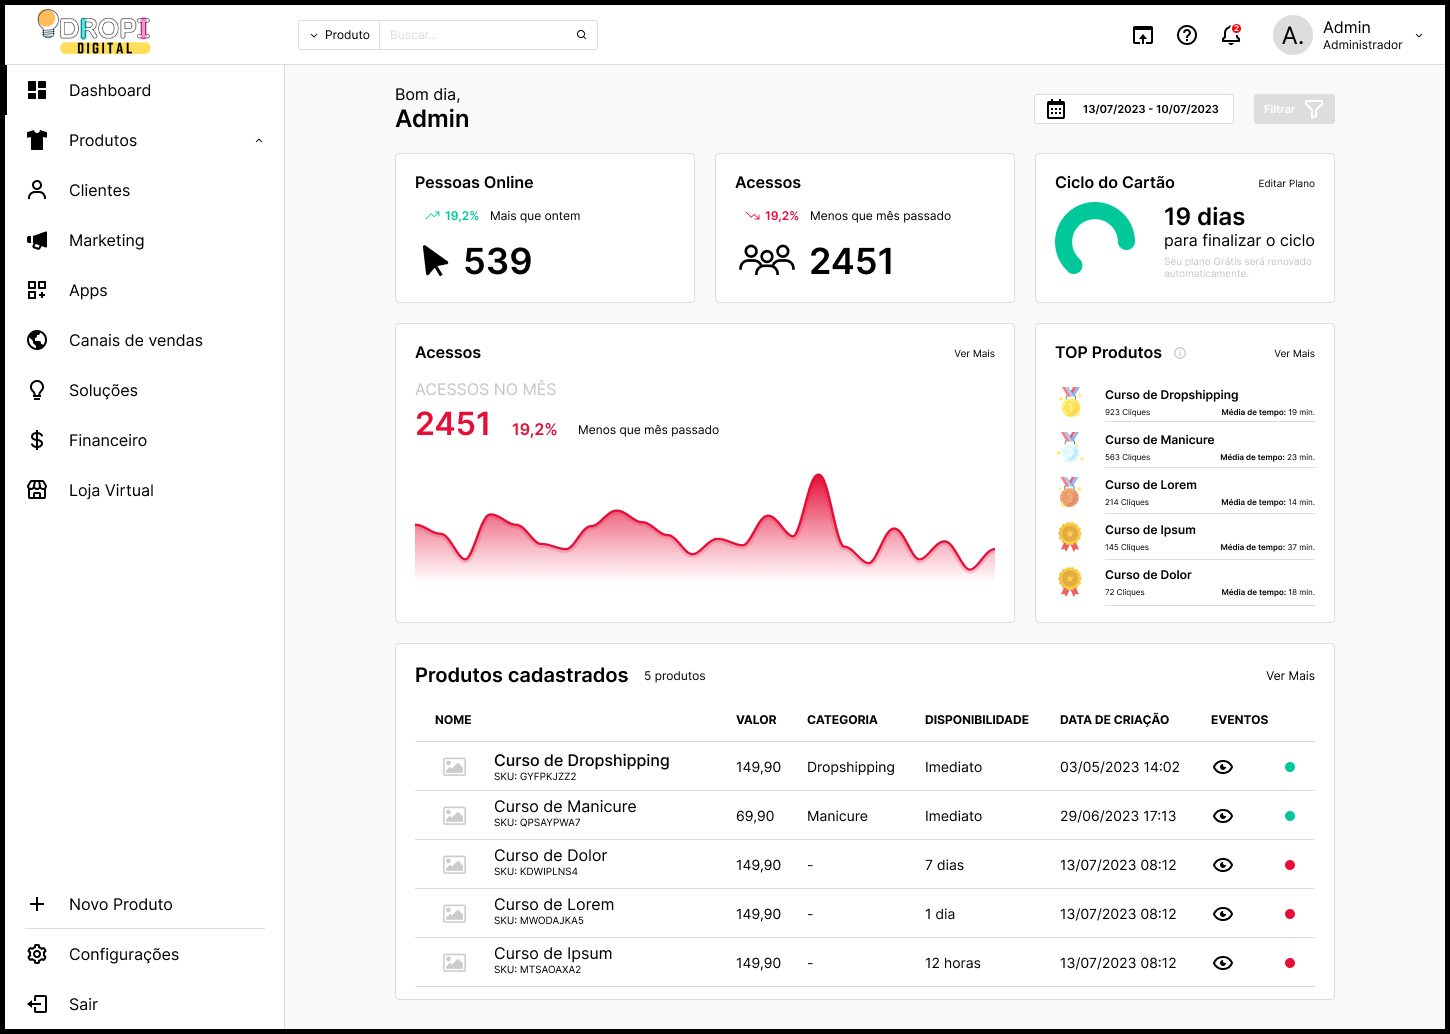 DROPI
DIGITAL
Produto
Buscar...
2
A.
Admin
Administrador
Dashboard
Produtos
Clientes
Marketing
Apps
Canais de vendas
Soluções
Financeiro
Loja Virtual
Novo Produto
Configurações
Sair
Bom dia,
Admin
13/07/2023 - 10/07/2023
Filtrar
Pessoas Online
19,2% Mais que ontem
539
Acessos
19,2% Menos que mês passado
2451
Ciclo do Cartão
Editar Plano
19 dias
para finalizar o ciclo
Seu plano Grátis será renovado
automaticamente.
Acessos
Ver Mais
ACESSOS NO MÊS
2451 19,2% Menos que mês passado
TOP Produtos
Ver Mais
1
Curso de Dropshipping
923 Cliques Média de tempo: 19 min.
Curso de Manicure
563 Cliques Média de tempo: 23 min.
Curso de Lorem
214 Cliques Média de tempo: 14 min.
Curso de Ipsum
145 Cliques Média de tempo: 37 min.
Curso de Dolor
72 Cliques Média de tempo: 18 min.
Produtos cadastrados 5 produtos Ver Mais
NOME VALOR CATEGORIA DISPONIBILIDADE DATA DE CRIAÇÃO EVENTOS
Curso de Dropshipping
SKU: GYFPKJZZ2
149,90 Dropshipping Imediato 03/05/2023 14:02
Curso de Manicure
SKU: QPSAYPWA7
69,90 Manicure Imediato 29/06/2023 17:13
Curso de Dolor
SKU: KDWIPLNS4
149,90 - 7 dias 13/07/2023 08:12
Curso de Lorem
SKU: MWODAJKA5
149,90 - 1 dia 13/07/2023 08:12
Curso de Ipsum
SKU: MTSAOAXA2
149,90 - 12 horas 13/07/2023 08:12